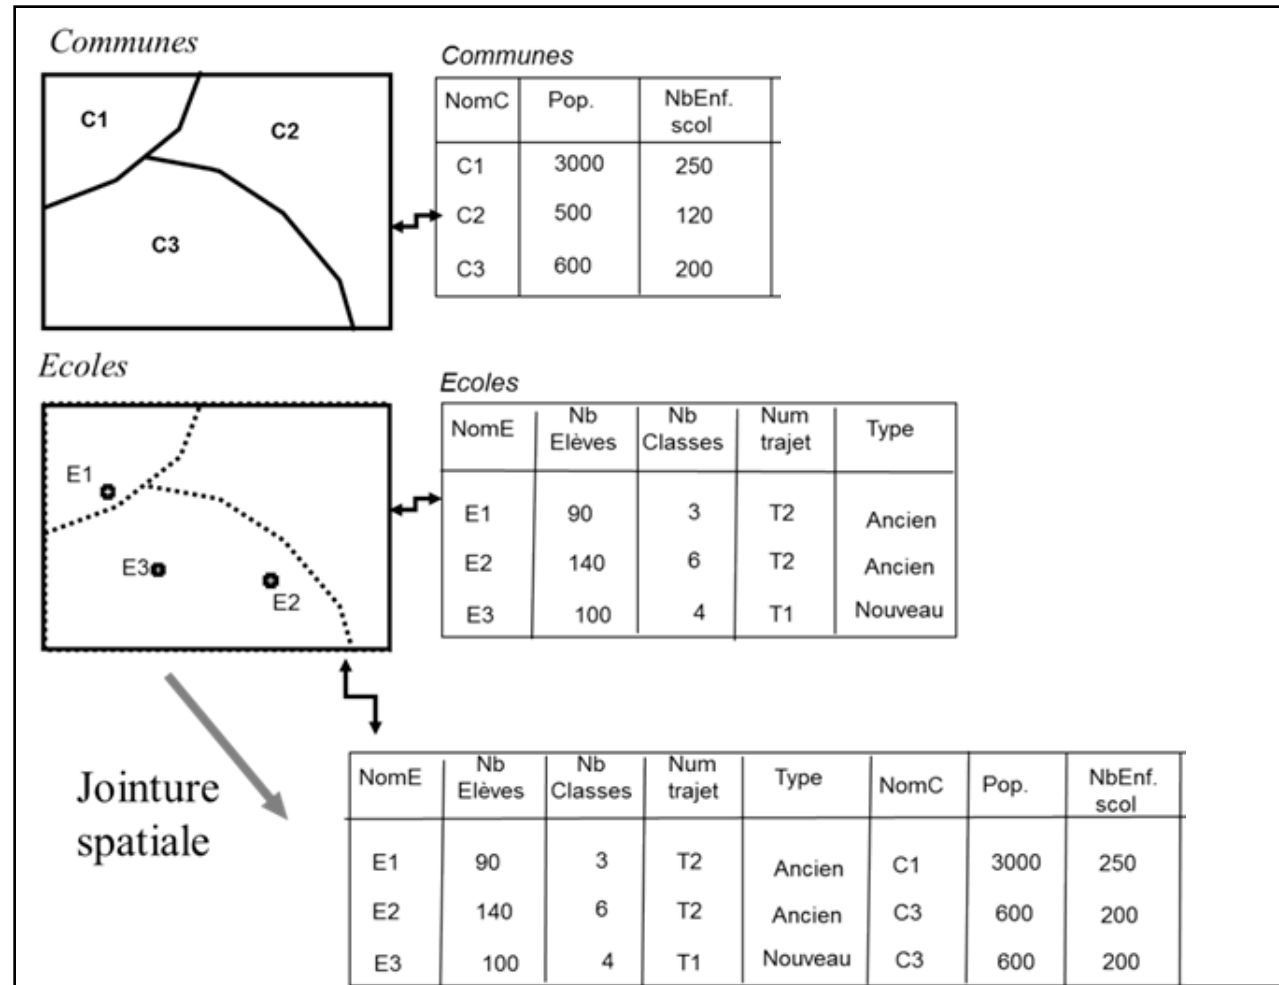 Communes
C1
C2
C3
Communes
NomC Pop. NbEnf.
scol
C1 3000 250
C2 500 120
C3 600 200
Ecoles
E1
E3
E2
Ecoles
NomE Nb Elèves Nb Classes Num trajet Type
E1 90 3 T2 Ancien
E2 140 6 T2 Ancien
E3 100 4 T1 Nouveau
Jointure
spatiale
NomE Nb Elèves Nb Classes Num trajet Type NomC Pop. NbEnf. scol
E1 90 3 T2 Ancien C1 3000 250
E2 140 6 T2 Ancien C3 600 200
E3 100 4 T1 Nouveau C3 600 200